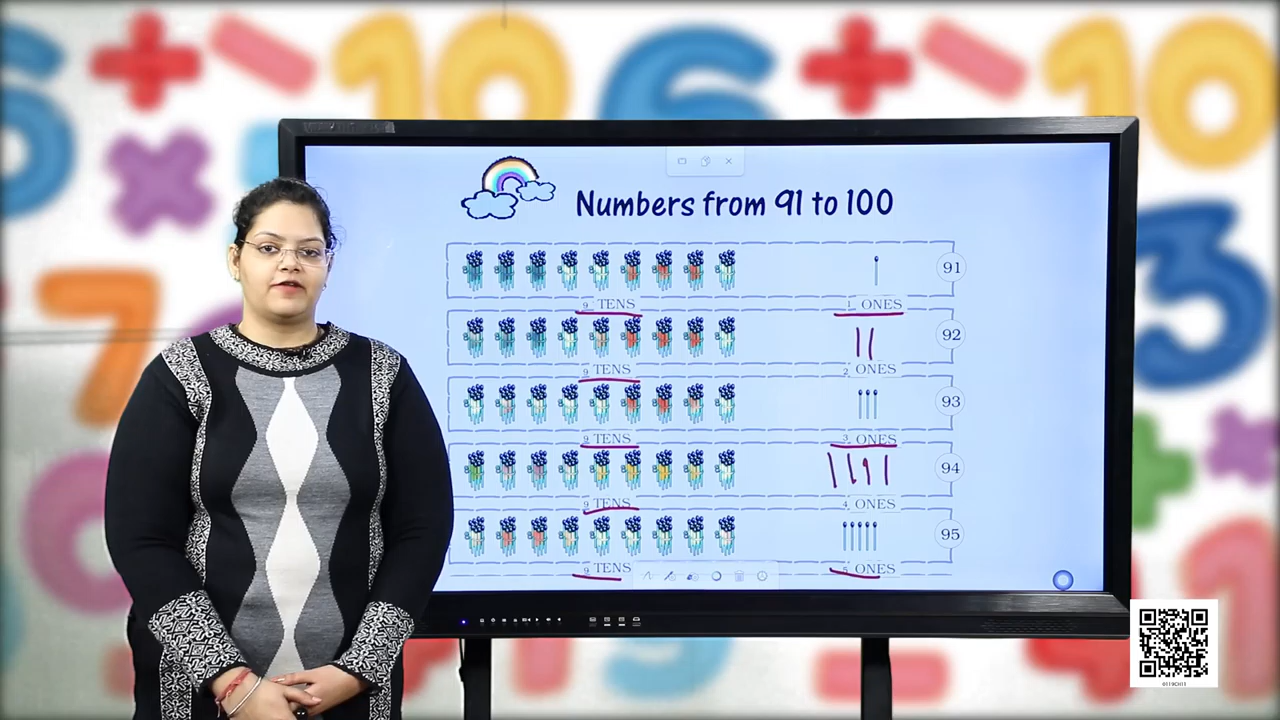 Numbers from 91 to 100
9 TENS
1 ONES
91
9 TENS
2 ONES
92
9 TENS
3 ONES
93
9 TENS
4 ONES
94
9 TENS
5 ONES
95
0119CH11